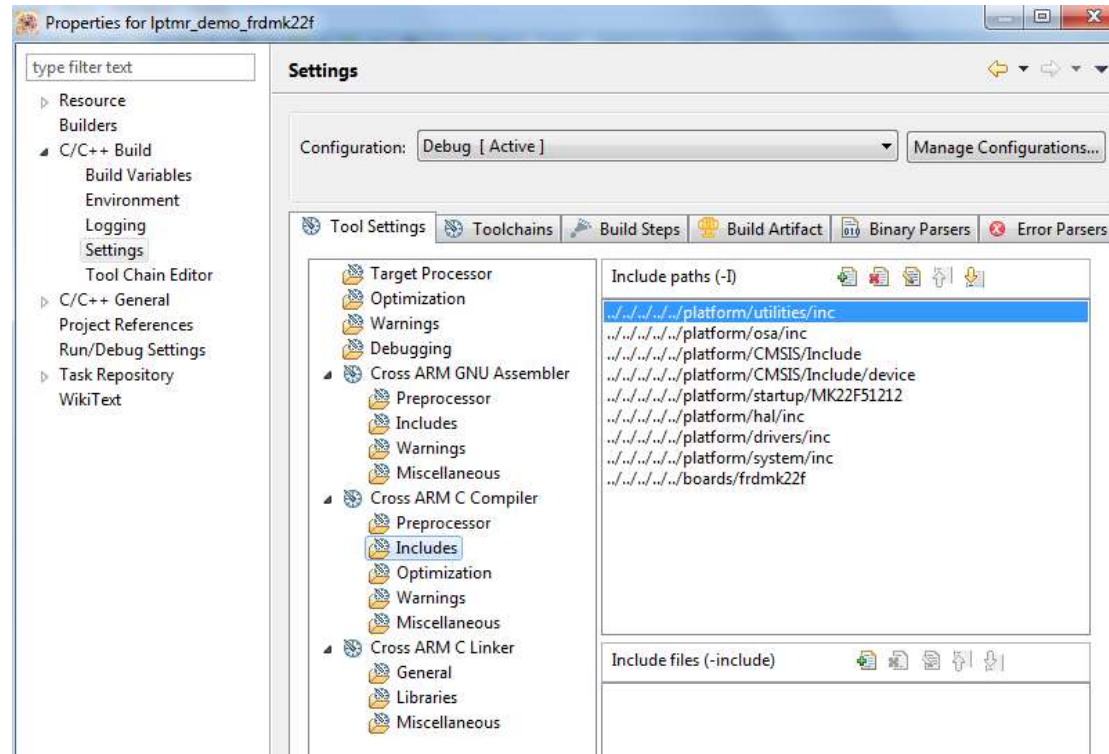 Properties for lptmr_demo_frdmk22f
type filter text
Resource
Builders
C/C++ Build
Build Variables
Environment
Logging
Settings
Tool Chain Editor
C/C++ General
Project References
Run/Debug Settings
Task Repository
WikiText
Settings
Configuration: Debug [ Active ] Manage Configurations...
Tool Settings Toolchains Build Steps Build Artifact Binary Parsers Error Parsers
Target Processor
Optimization
Warnings
Debugging
Cross ARM GNU Assembler
Preprocessor
Includes
Warnings
Miscellaneous
Cross ARM C Compiler
Preprocessor
Includes
Optimization
Warnings
Miscellaneous
Cross ARM C Linker
General
Libraries
Miscellaneous
Include paths (-I)
../../../../../platform/utilities/inc
../../../../../platform/osa/inc
../../../../../platform/CMSIS/Include
../../../../../platform/CMSIS/Include/device
../../../../../platform/startup/MK22F51212
../../../../../platform/hal/inc
../../../../../platform/drivers/inc
../../../../../platform/system/inc
../../../../../boards/frdmk22f
Include files (-include)